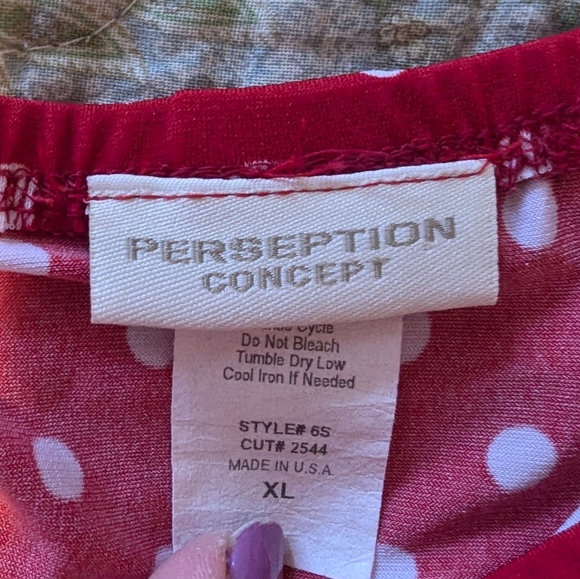 PERSEPTION
CONCEPT
Cycle
Do Not Bleach
Tumble Dry Low
Cool Iron If Needed
STYLE# 6S
CUT# 2544
MADE IN U.S.A.
XL